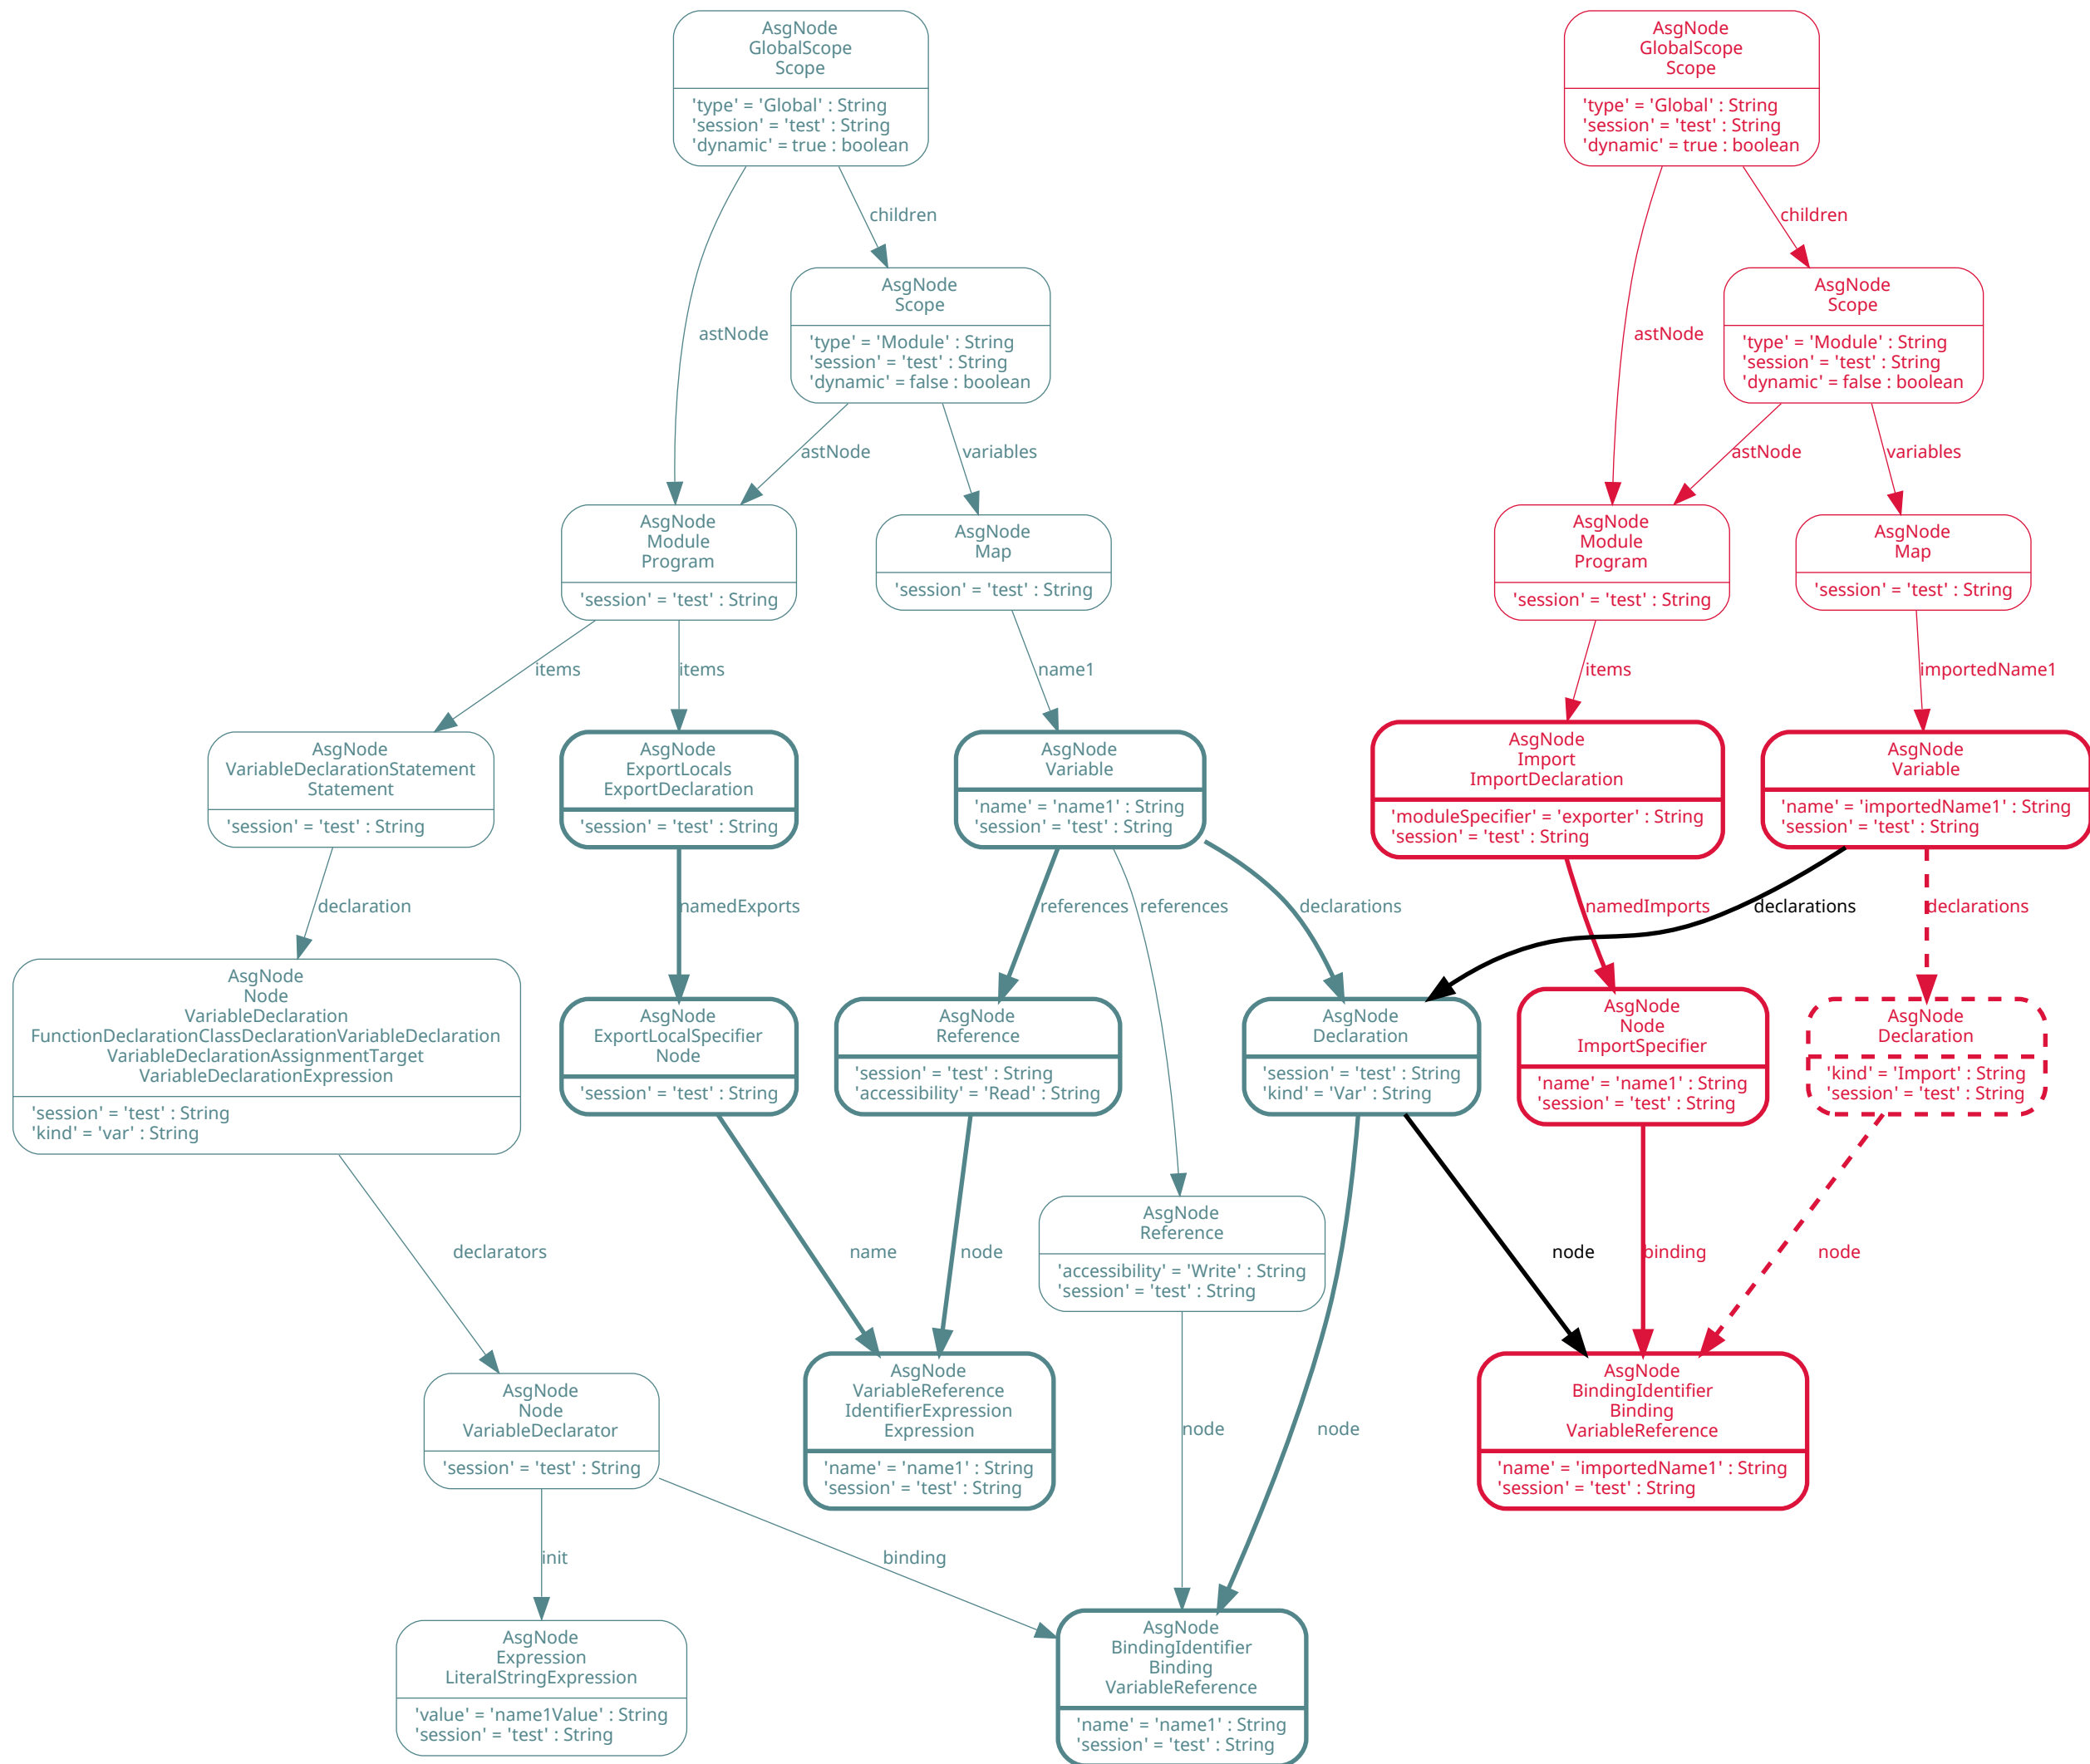 AsgNode
GlobalScope
Scope
'type' = 'Global' : String
'session' = 'test' : String
'dynamic' = true : boolean
AsgNode
GlobalScope
Scope
'type' = 'Global' : String
'session' = 'test' : String
'dynamic' = true : boolean
children
children
AsgNode
Scope
'type' = 'Module' : String
'session' = 'test' : String
'dynamic' = false : boolean
AsgNode
Scope
'type' = 'Module' : String
'session' = 'test' : String
'dynamic' = false : boolean
astNode
astNode
astNode
variables
astNode
variables
AsgNode
Module
Program
'session' = 'test' : String
AsgNode
Map
'session' = 'test' : String
AsgNode
Module
Program
'session' = 'test' : String
AsgNode
Map
'session' = 'test' : String
items
items
name1
items
importedName1
AsgNode
VariableDeclarationStatement
Statement
'session' = 'test' : String
AsgNode
ExportLocals
ExportDeclaration
'session' = 'test' : String
AsgNode
Variable
'name' = 'name1' : String
'session' = 'test' : String
AsgNode
Import
ImportDeclaration
'moduleSpecifier' = 'exporter' : String
'session' = 'test' : String
AsgNode
Variable
'name' = 'importedName1' : String
'session' = 'test' : String
declaration
namedExports
references
references
declarations
namedImports
declarations
declarations
AsgNode
Node
VariableDeclaration
FunctionDeclarationClassDeclarationVariableDeclaration
VariableDeclarationAssignmentTarget
VariableDeclarationExpression
'session' = 'test' : String
'kind' = 'var' : String
AsgNode
ExportLocalSpecifier
Node
'session' = 'test' : String
AsgNode
Reference
'session' = 'test' : String
'accessibility' = 'Read' : String
AsgNode
Declaration
'session' = 'test' : String
'kind' = 'Var' : String
AsgNode
Node
ImportSpecifier
'name' = 'name1' : String
'session' = 'test' : String
AsgNode
Declaration
'kind' = 'Import' : String
'session' = 'test' : String
AsgNode
Reference
'accessibility' = 'Write' : String
'session' = 'test' : String
declarators
name
node
node
binding
node
AsgNode
Node
VariableDeclarator
'session' = 'test' : String
AsgNode
VariableReference
IdentifierExpression
Expression
'name' = 'name1' : String
'session' = 'test' : String
node
node
AsgNode
BindingIdentifier
Binding
VariableReference
'name' = 'importedName1' : String
'session' = 'test' : String
init
binding
AsgNode
Expression
LiteralStringExpression
'value' = 'name1Value' : String
'session' = 'test' : String
AsgNode
BindingIdentifier
Binding
VariableReference
'name' = 'name1' : String
'session' = 'test' : String